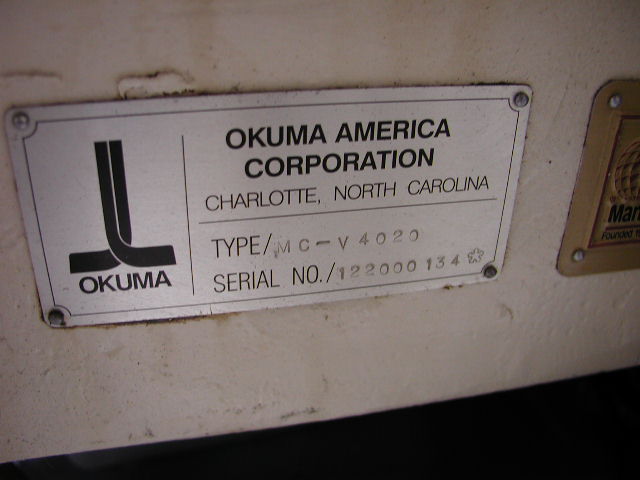 OKUMA AMERICA
CORPORATION
CHARLOTTE, NORTH CAROLINA
TYPE/MC-V4020
SERIAL NO./122000134*
OKUMA